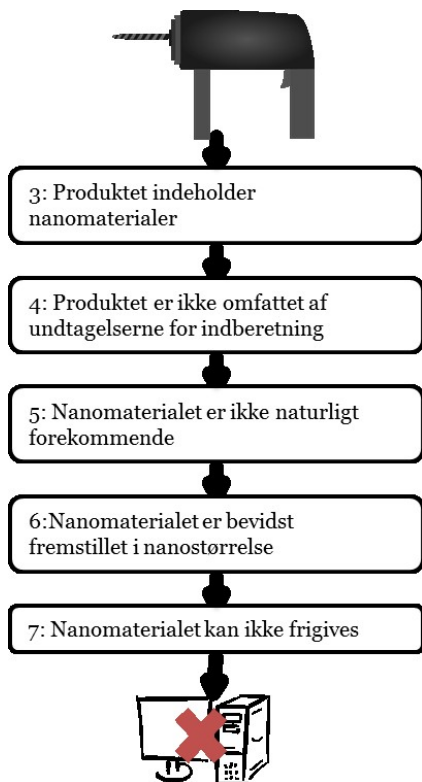 3: Produktet indeholder
nanomaterialer
4: Produktet er ikke omfattet af
undtagelserne for indberetning
5: Nanomaterialet er ikke naturligt
forekommende
6:Nanomaterialet er bevidst
fremstillet i nanostørrelse
7: Nanomaterialet kan ikke frigives